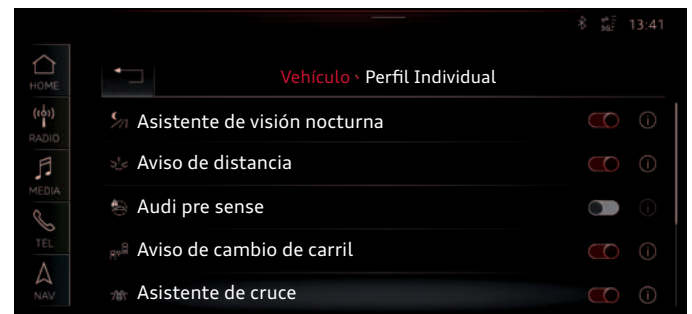 3G 13:41
HOME
Vehículo Perfil Individual
Asistente de visión nocturna
RADIO
Aviso de distancia
MEDIA
Audi pre sense
TEL
Aviso de cambio de carril
NAV
Asistente de cruce